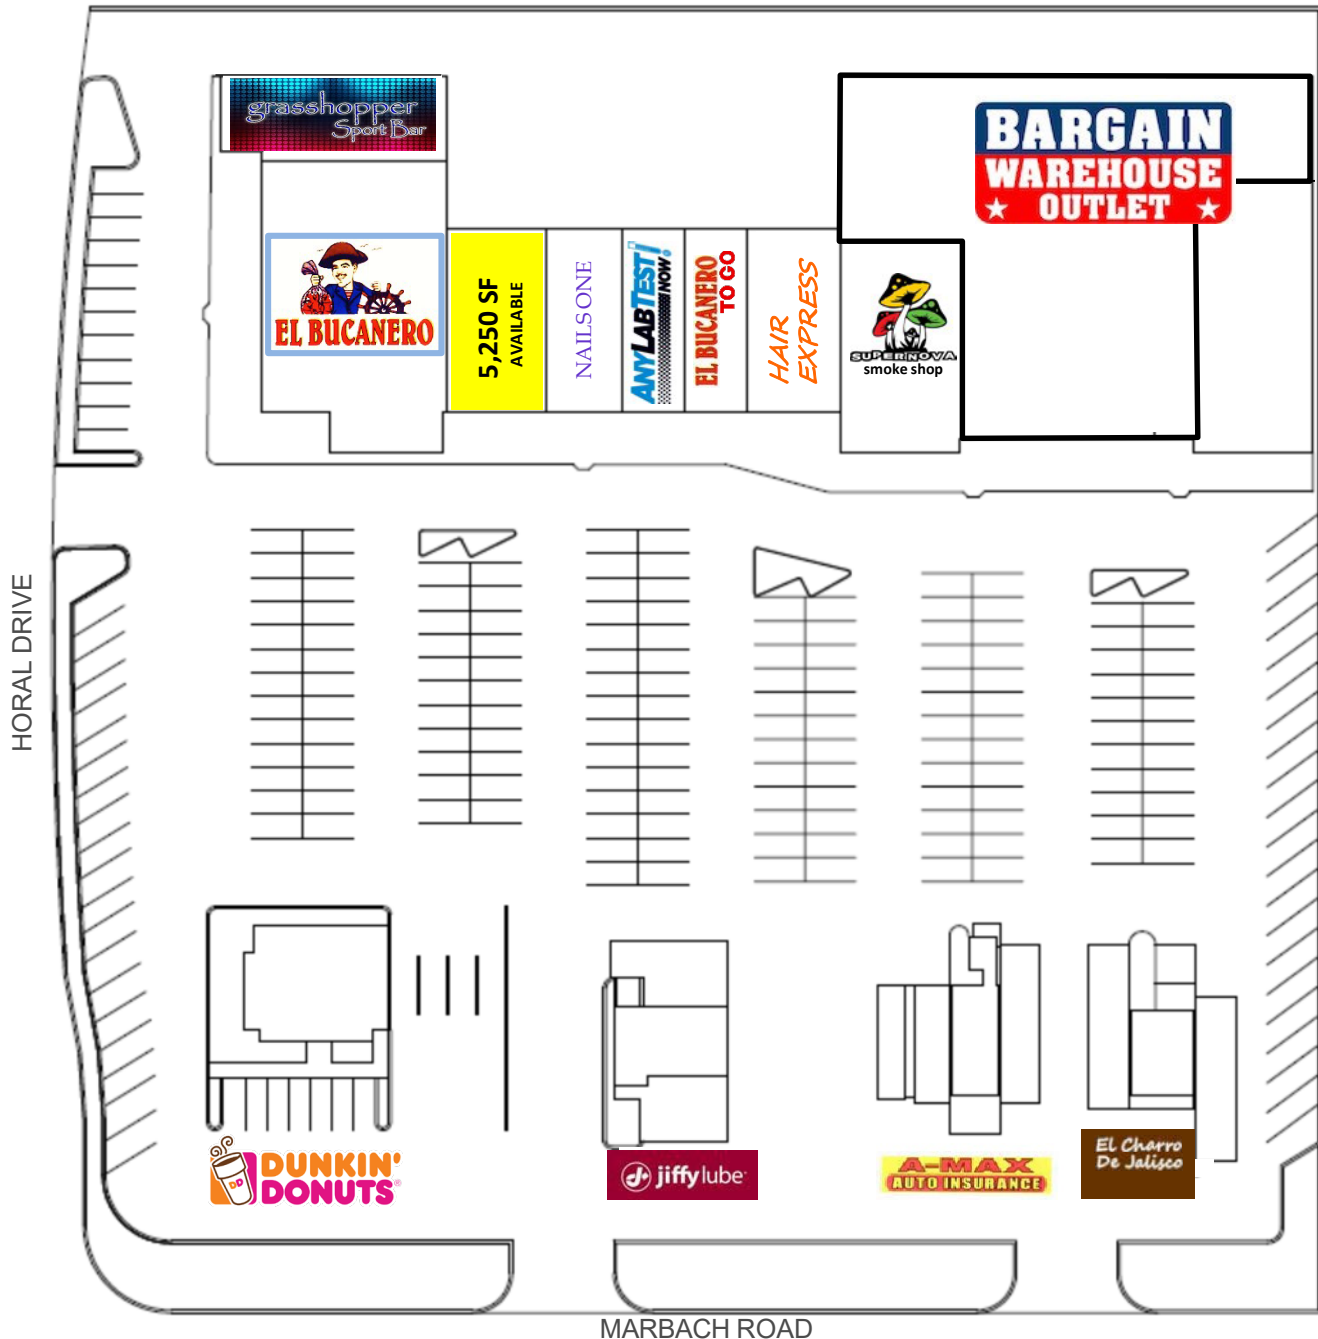 grasshopper
Sport Bar
BARGAIN
WAREHOUSE
OUTLET
EL BUCANERO
5,250 SF
AVAILABLE
NAILS ONE
ANYLABTEST!
NOW
EL BUCANERO
TO GO
HAIR
EXPRESS
SUPERNOVA
smoke shop
HORAL DRIVE
DUNKIN'
DONUTS®
DD
jiffylube
A-MAX
AUTO INSURANCE
El Charro
De Jalisco
MARBACH ROAD